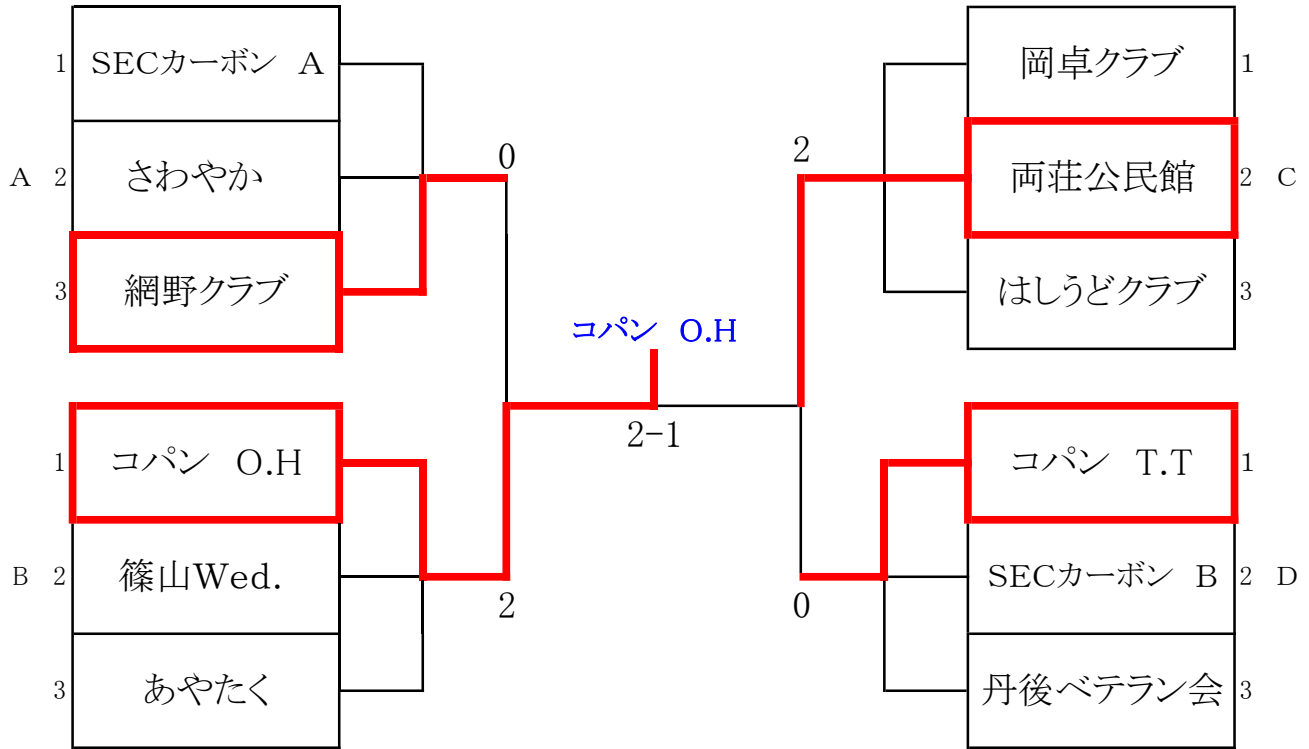 1 SECカーボン A
A 2 さわやか
3 網野クラブ
0
コパン O.H
2-1
1 コパン O.H
B 2 篠山Wed.
3 あやたく
2
2
岡卓クラブ 1
両荘公民館 2 C
はしうどクラブ 3
コパン T.T 1
SECカーボン B 2 D
丹後ベテラン会 3
0